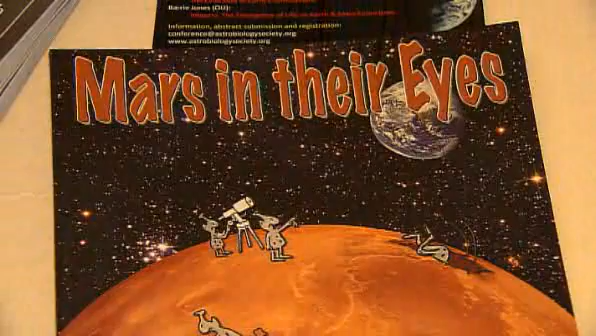 Barrie Jones (OU):
Information, abstract submission and registration:
conference@astrobiologysociety.org
www.astrobiologysociety.org
Mars in their Eyes